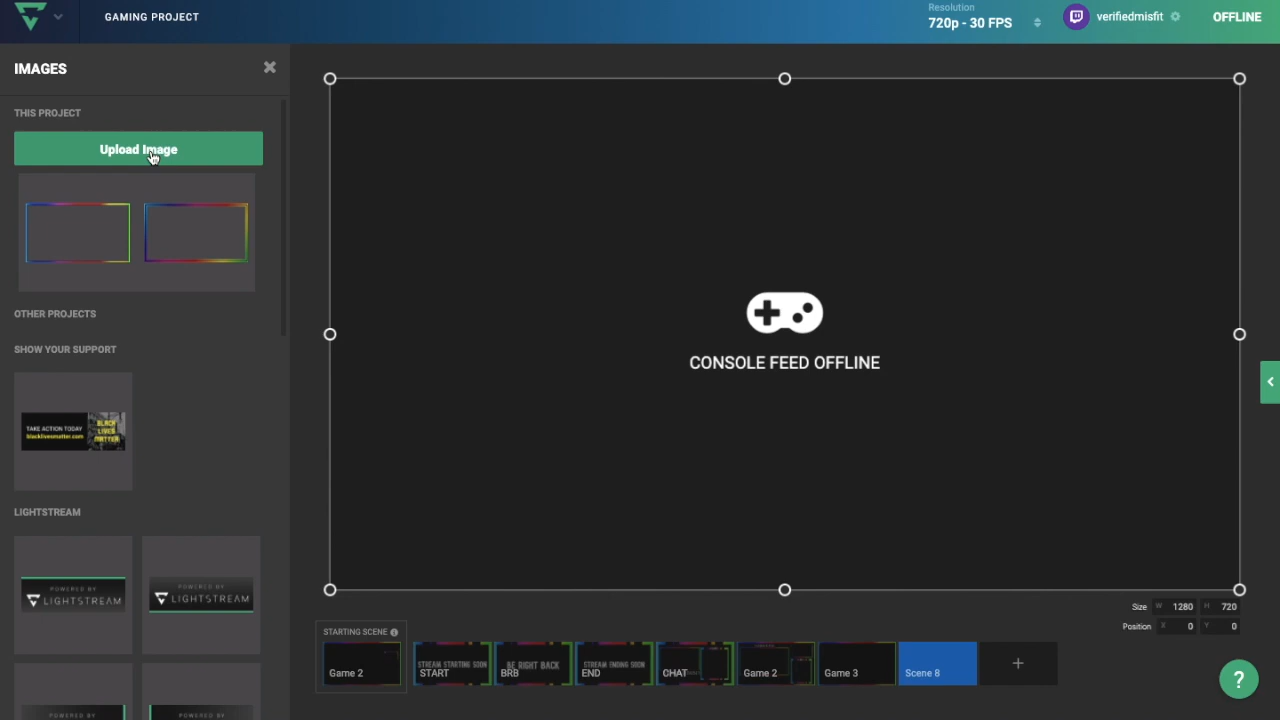 GAMING PROJECT
Resolution
720p - 30 FPS
verifiedmisfit
OFFLINE
IMAGES
THIS PROJECT
Upload Image
OTHER PROJECTS
SHOW YOUR SUPPORT
TAKE ACTION TODAY
blacklivesmatter.com
BLACK
LIVES
MATTER
LIGHTSTREAM
POWERED BY
LIGHTSTREAM
POWERED BY
LIGHTSTREAM
POWERED BY
POWERED BY
CONSOLE FEED OFFLINE
Size W 1280 H 720
Position X 0 Y 0
STARTING SCENE
Game 2
STREAM STARTING SOON
START
BE RIGHT BACK
BRB
STREAM ENDING SOON
END
CHAT
Game 2
Game 3
Scene 8
+
?